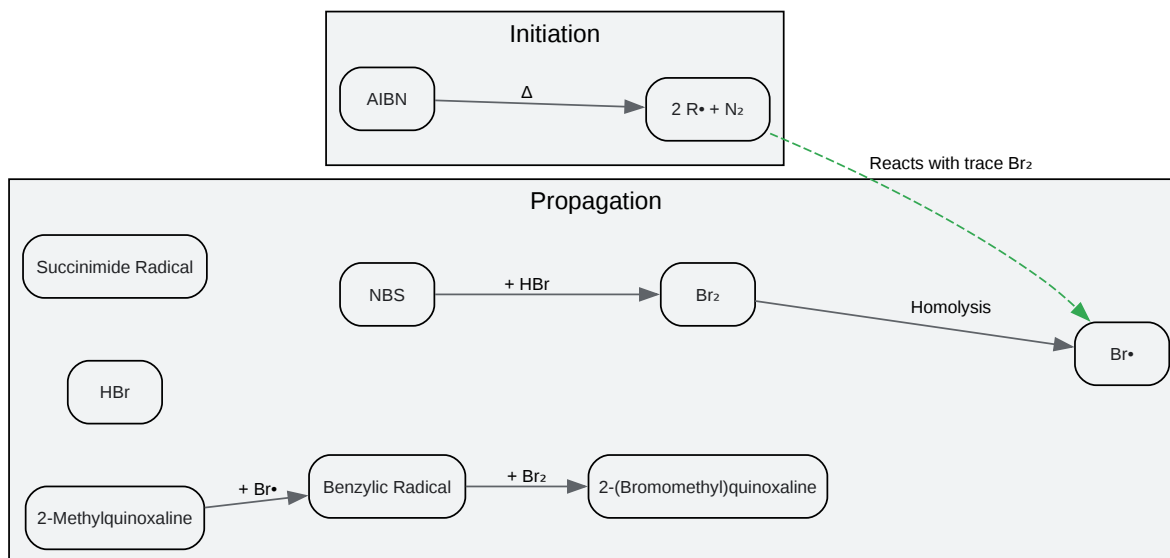 Initiation
AIBN
Δ
2 R• + N₂
Reacts with trace Br₂
Propagation
Succinimide Radical
NBS
+ HBr
Br₂
Homolysis
Br•
HBr
2-Methylquinoxaline
+ Br•
Benzylic Radical
+ Br₂
2-(Bromomethyl)quinoxaline